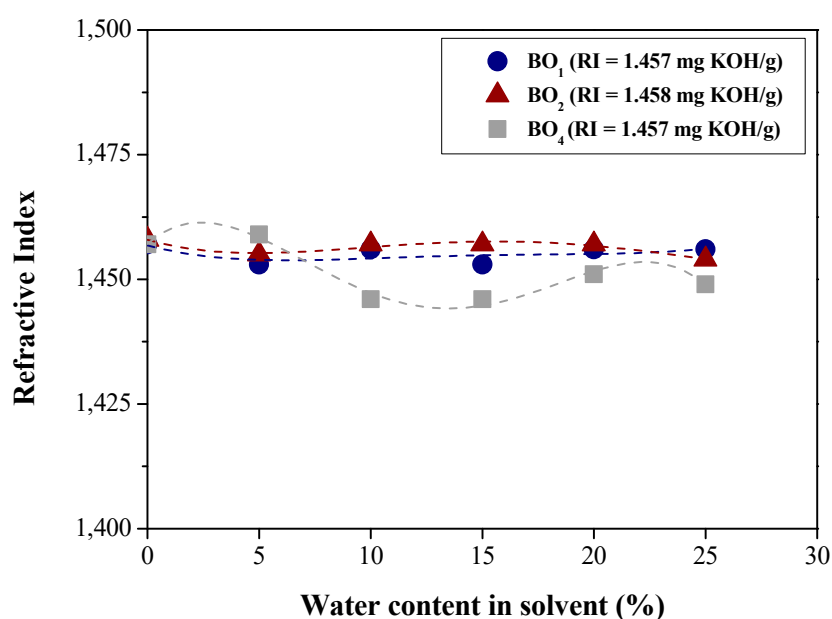 1,500
1,475
1,450
1,425
1,400
Refractive Index
BO₁ (RI = 1.457 mg KOH/g)
BO₂ (RI = 1.458 mg KOH/g)
BO₄ (RI = 1.457 mg KOH/g)
0 5 10 15 20 25 30
Water content in solvent (%)